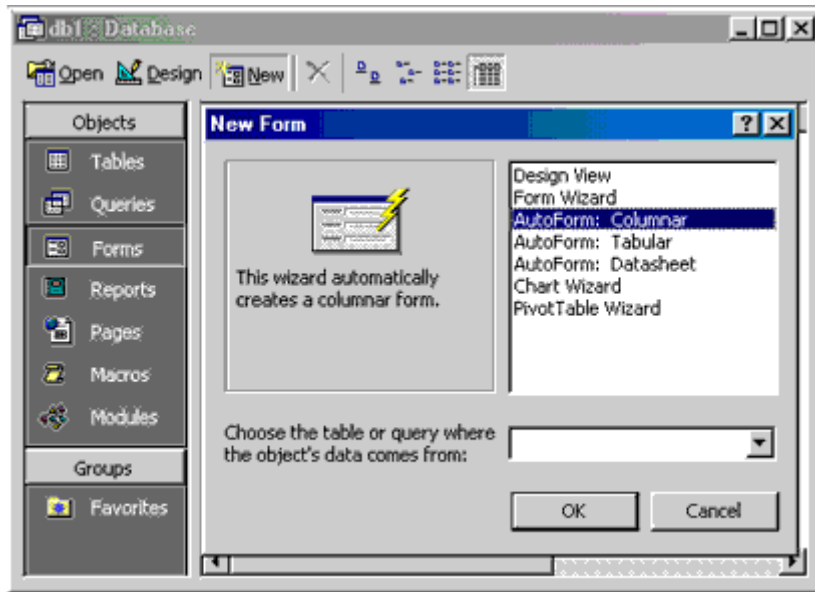 db1 : Database
Open Design New
Objects
Tables
Queries
Forms
Reports
Pages
Macros
Modules
Groups
Favorites
New Form
This wizard automatically
creates a columnar form.
Design View
Form Wizard
AutoForm: Columnar
AutoForm: Tabular
AutoForm: Datasheet
Chart Wizard
PivotTable Wizard
Choose the table or query where
the object's data comes from:
OK Cancel